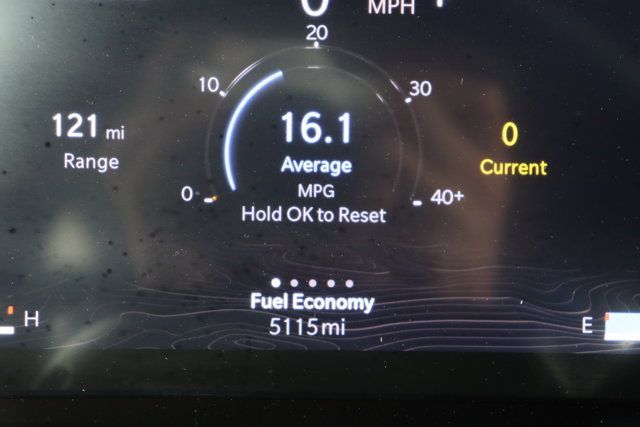 0 MPH
20
10
30
121 mi
Range
16.1
Average
MPG
Hold OK to Reset
0
Current
0
40+
Fuel Economy
5115mi
H
E